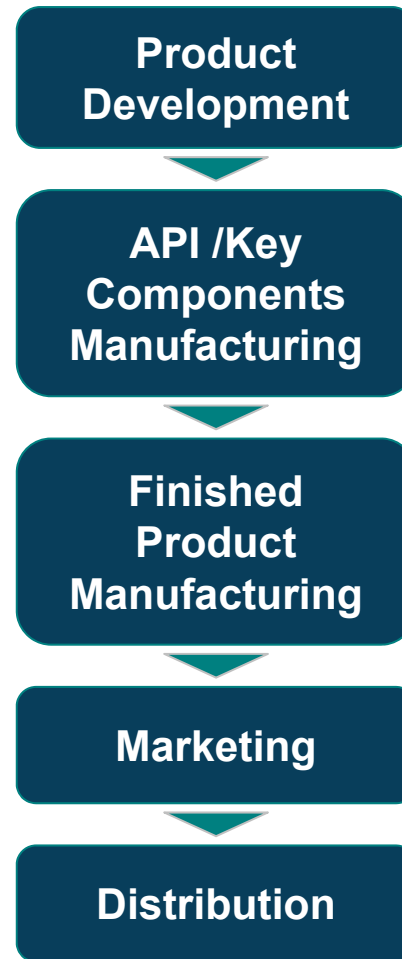 Product
Development
API /Key
Components
Manufacturing
Finished
Product
Manufacturing
Marketing
Distribution